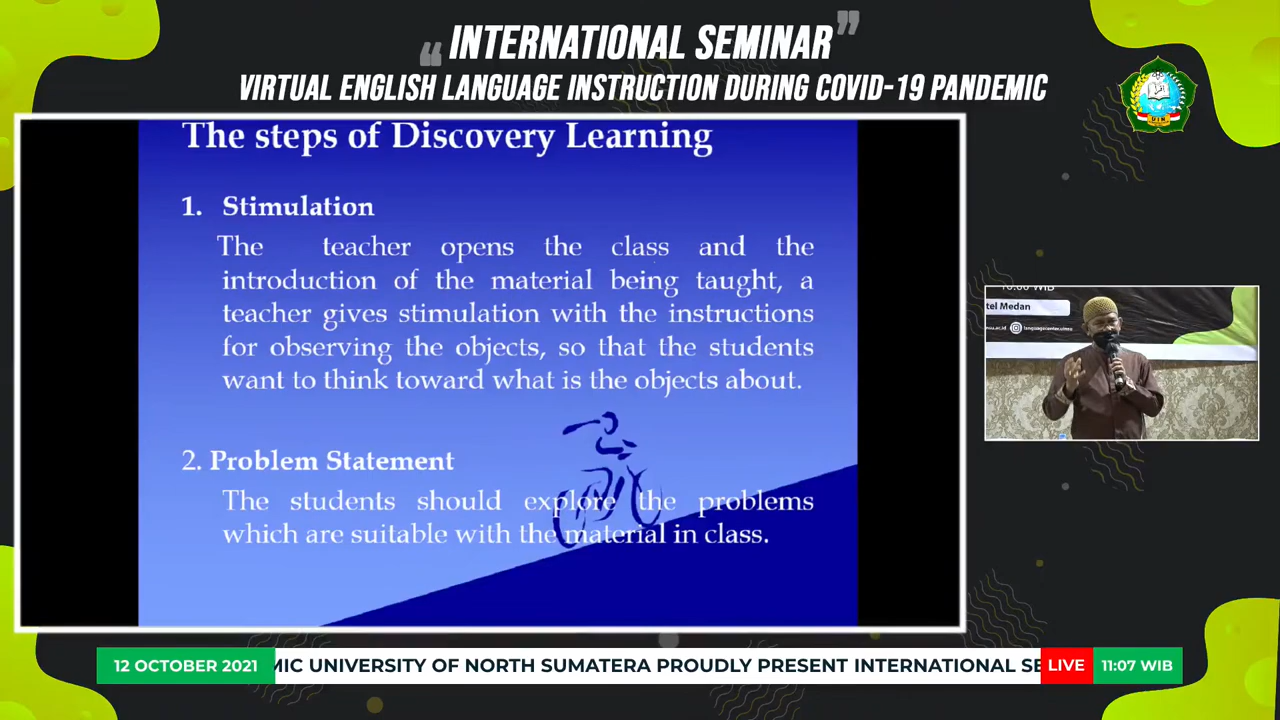 “INTERNATIONAL SEMINAR”
VIRTUAL ENGLISH LANGUAGE INSTRUCTION DURING COVID-19 PANDEMIC
UIN
The steps of Discovery Learning
1. Stimulation
The teacher opens the class and the
introduction of the material being taught, a
teacher gives stimulation with the instructions
for observing the objects, so that the students
want to think toward what is the objects about.
2. Problem Statement
The students should explore the problems
which are suitable with the material in class.
WIB
tel Medan
12 OCTOBER 2021
MIC UNIVERSITY OF NORTH SUMATERA PROUDLY PRESENT INTERNATIONAL SE
LIVE
11:07 WIB